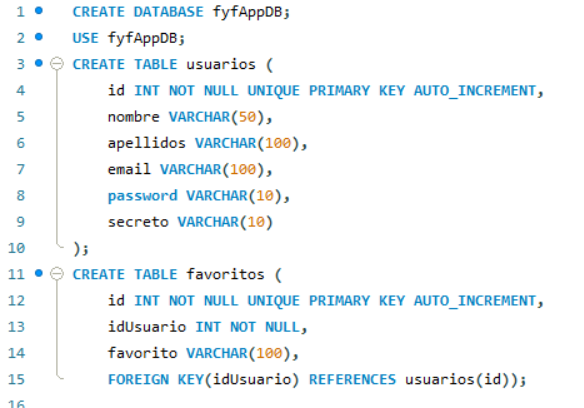 1 CREATE DATABASE fyfAppDB;
2 USE fyfAppDB;
3 CREATE TABLE usuarios (
4 id INT NOT NULL UNIQUE PRIMARY KEY AUTO_INCREMENT,
5 nombre VARCHAR(50),
6 apellidos VARCHAR(100),
7 email VARCHAR(100),
8 password VARCHAR(10),
9 secreto VARCHAR(10)
10 );
11 CREATE TABLE favoritos (
12 id INT NOT NULL UNIQUE PRIMARY KEY AUTO_INCREMENT,
13 idUsuario INT NOT NULL,
14 favorito VARCHAR(100),
15 FOREIGN KEY(idUsuario) REFERENCES usuarios(id));
16